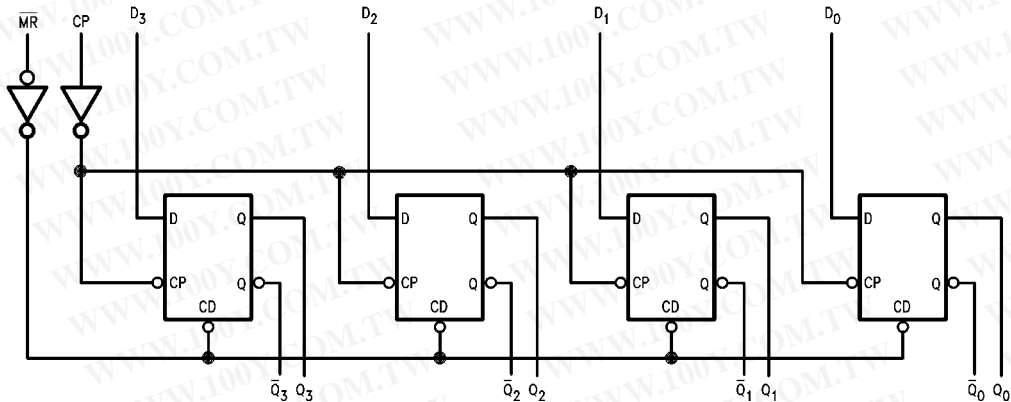 M̅R̅ CP D3 D2 D1 D0
D Q D Q D Q D Q
CP Q CP Q CP Q CP Q
CD CD CD CD
Q̅3 Q3 Q̅2 Q2 Q̅1 Q1 Q̅0 Q0
WWW.100Y.COM.TW